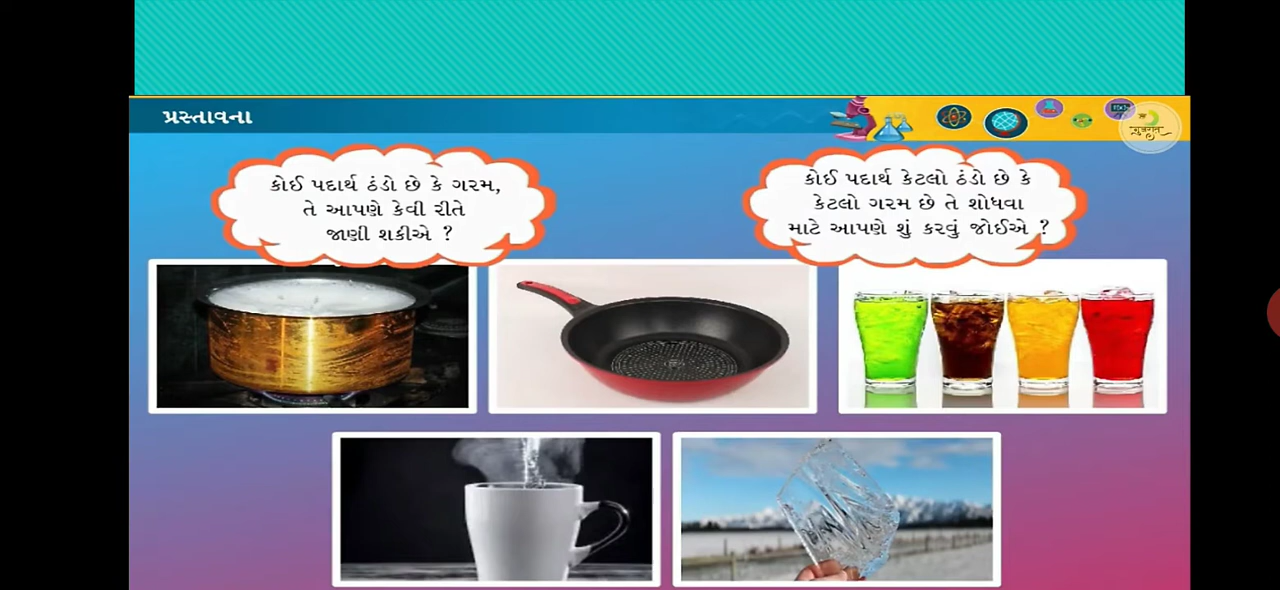 પ્રસ્તાવના
કોઈ પદાર્થ ઠંડો છે કે ગરમ,
તે આપણે કેવી રીતે
જાણી શકીએ ?
કોઈ પદાર્થ કેટલો ઠંડો છે કે
કેટલો ગરમ છે તે શોધવા
માટે આપણે શું કરવું જોઈએ ?